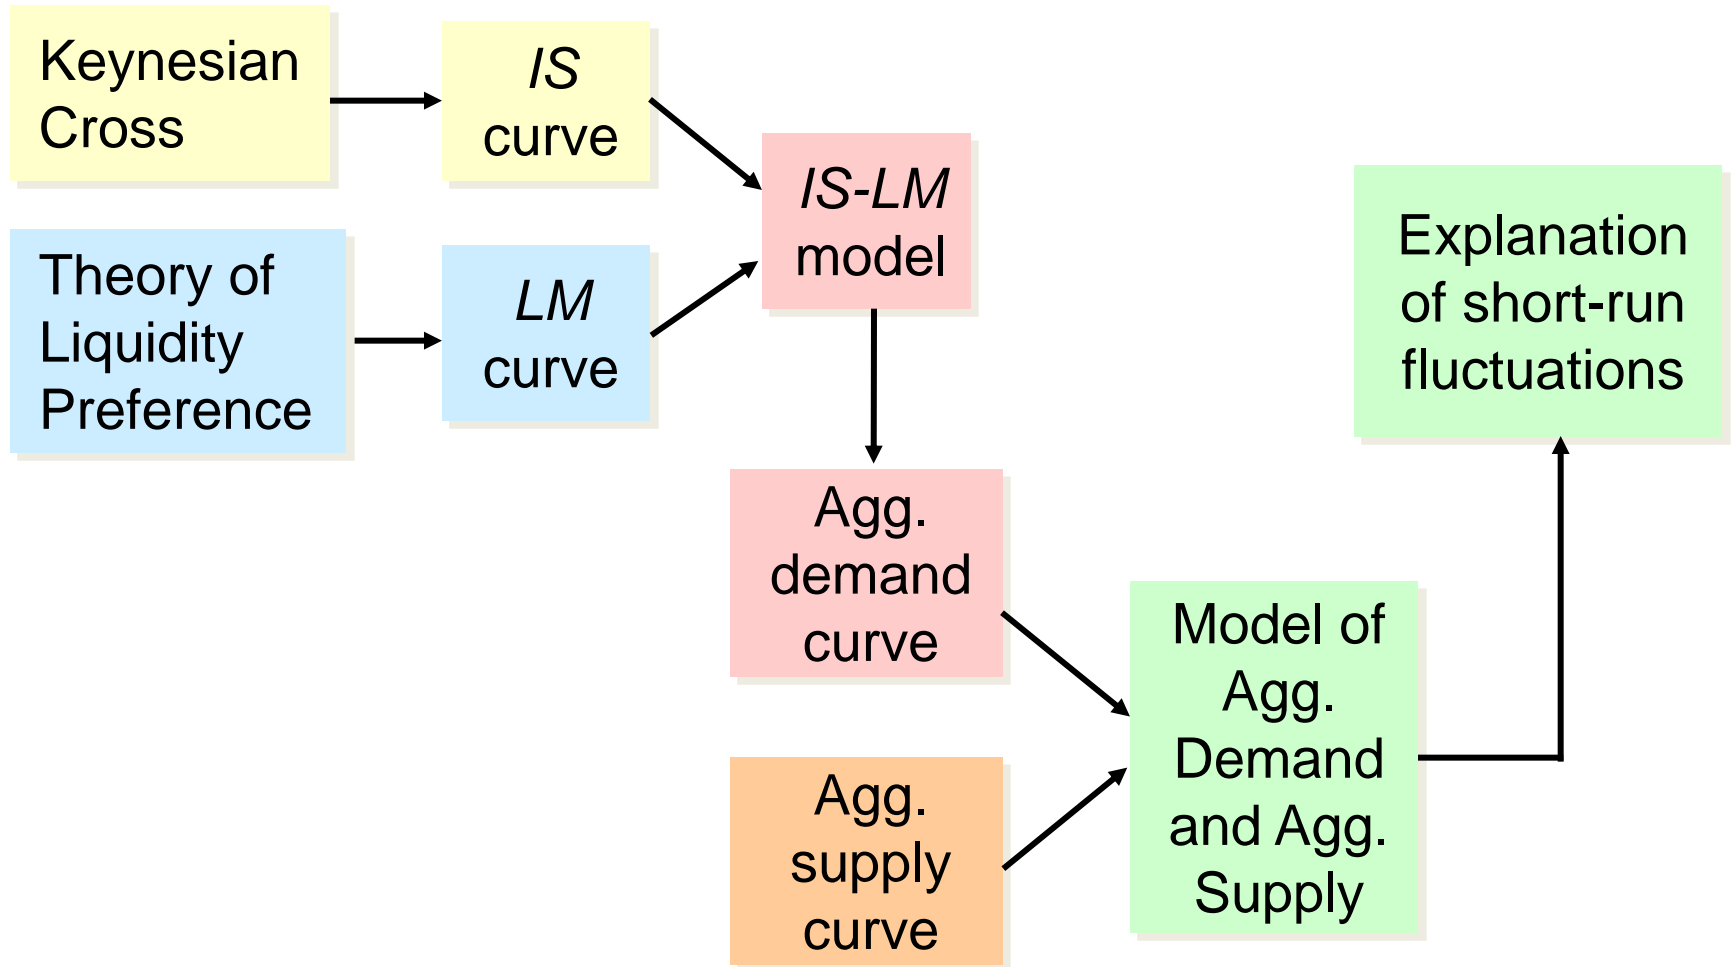 Keynesian
Cross
IS
curve
Theory of
Liquidity
Preference
LM
curve
IS-LM
model
Agg.
demand
curve
Agg.
supply
curve
Model of
Agg.
Demand
and Agg.
Supply
Explanation
of short-run
fluctuations